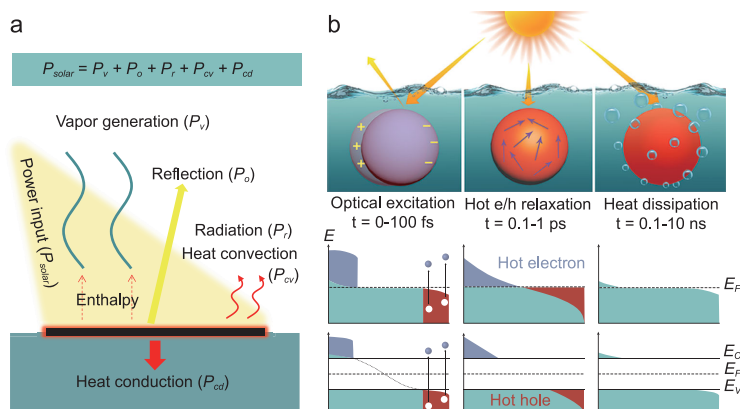 a
P_solar = P_v + P_o + P_r + P_cv + P_cd
Vapor generation (P_v)
Reflection (P_o)
Power input (P_solar)
Radiation (P_r)
Heat convection
(P_cv)
Enthalpy
Heat conduction (P_cd)
b
+
+
+
+
−
−
−
−
Optical excitation
t = 0-100 fs
Hot e/h relaxation
t = 0.1-1 ps
Heat dissipation
t = 0.1-10 ns
E
Hot electron
E_F
E_C
E_F
E_V
Hot hole